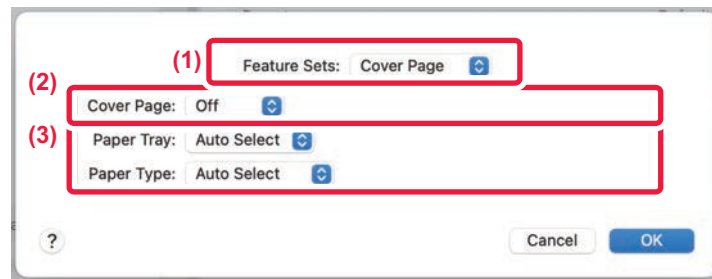 (1)
Feature Sets: Cover Page
(2)
Cover Page: Off
(3)
Paper Tray: Auto Select
Paper Type: Auto Select
? Cancel OK